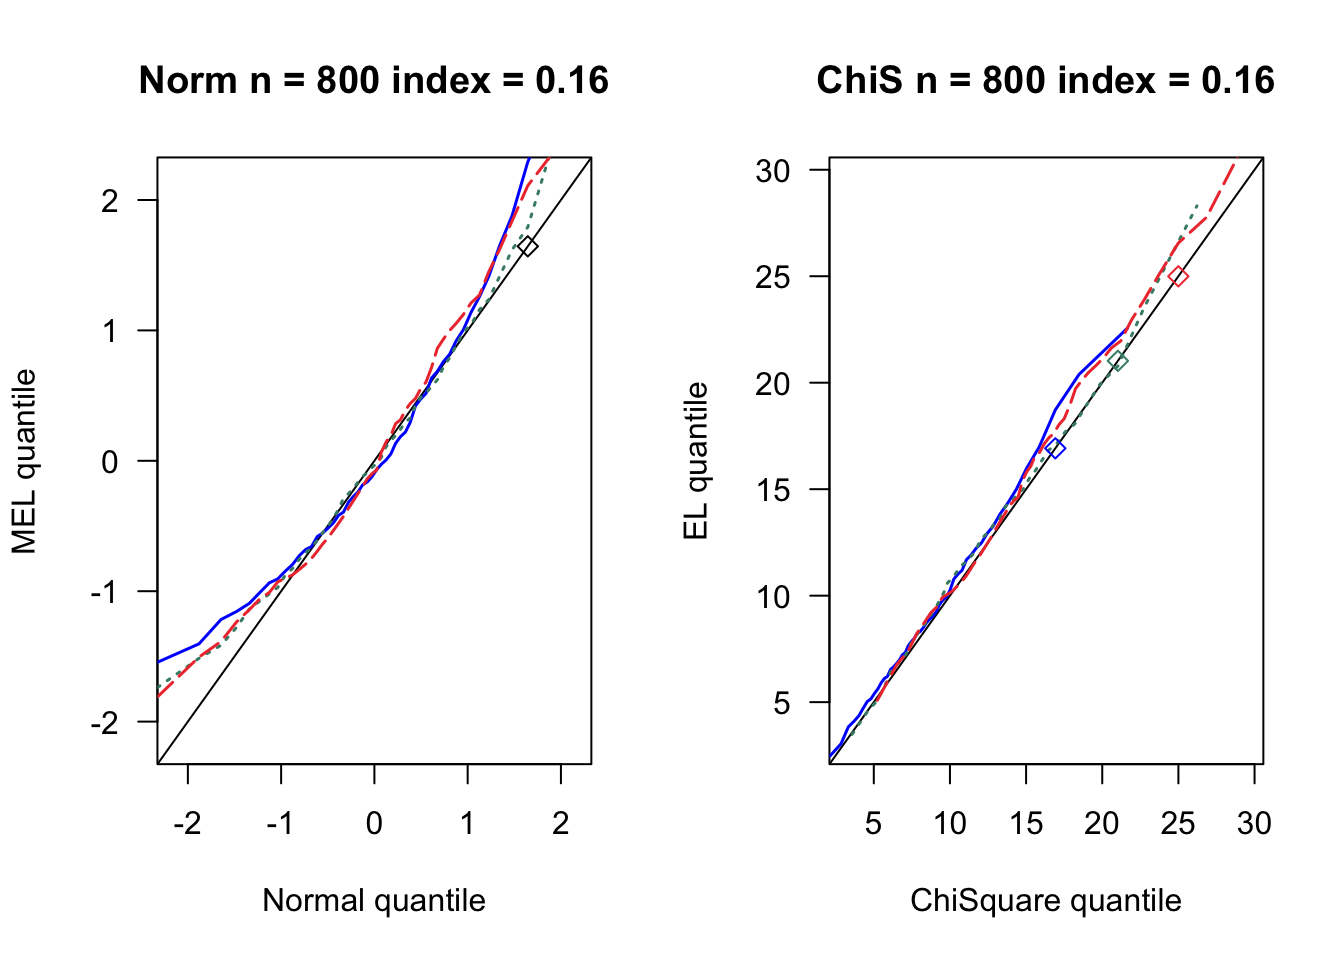 Norm n = 800 index = 0.16
MEL quantile
2
1
0
-1
-2
-2 -1 0 1 2
Normal quantile
ChiS n = 800 index = 0.16
EL quantile
30
25
20
15
10
5
5 10 15 20 25 30
ChiSquare quantile